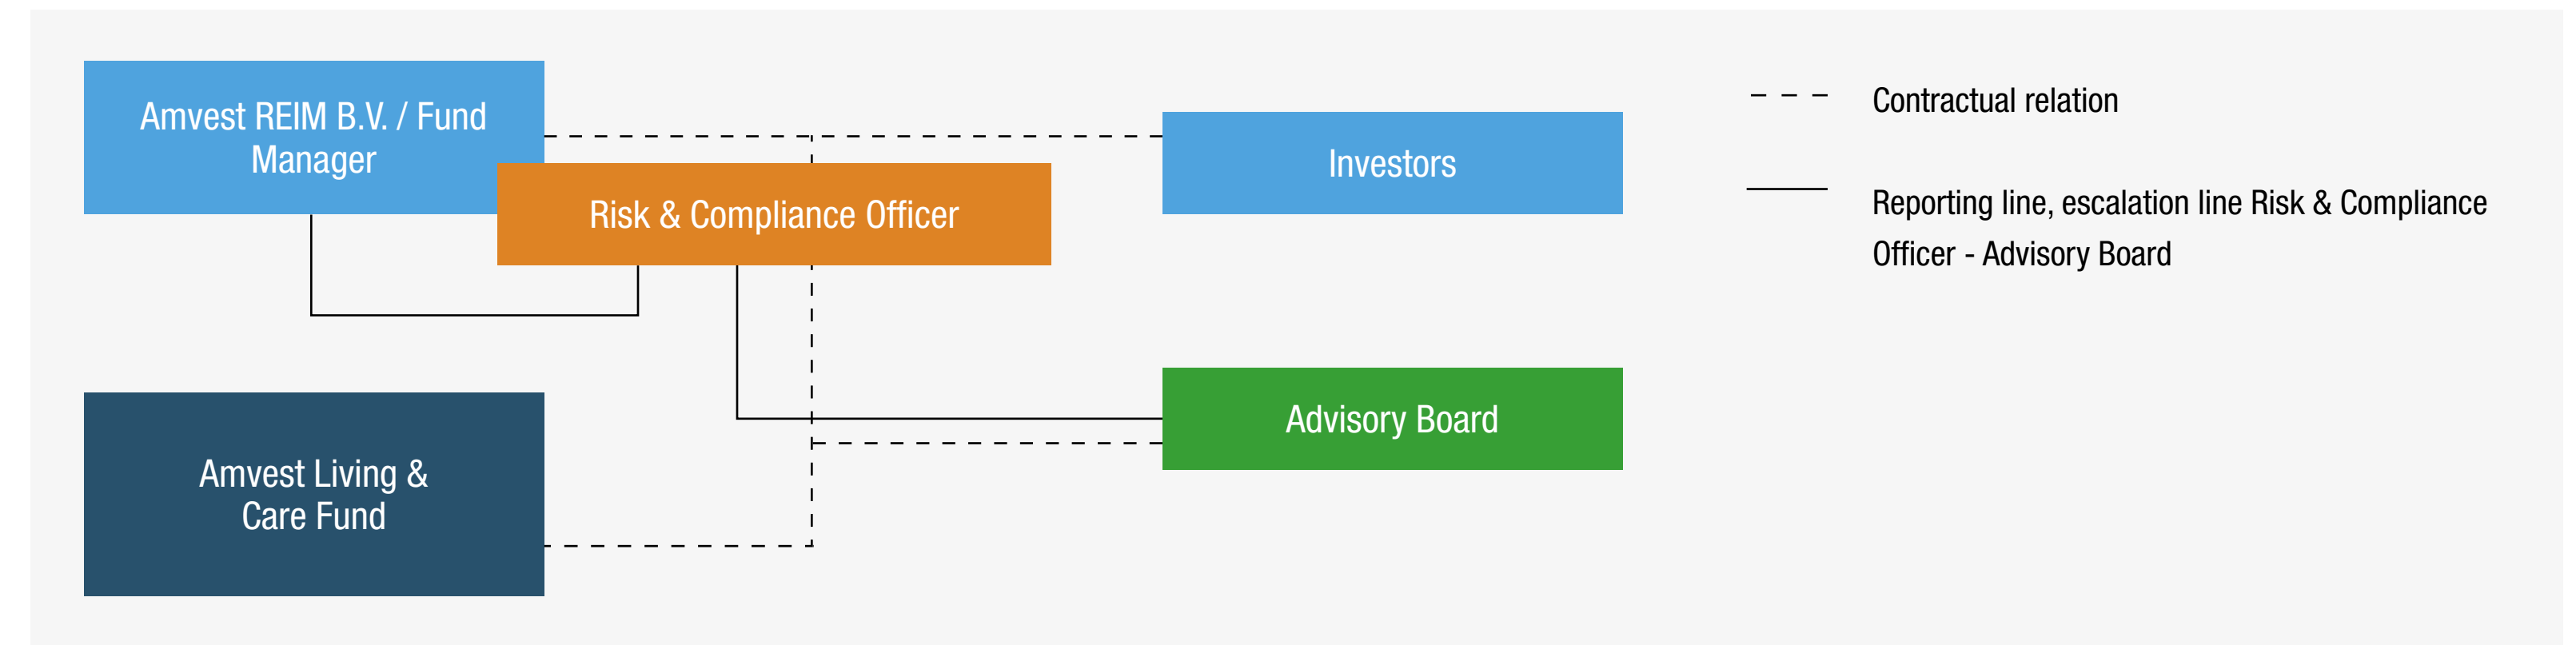 Amvest REIM B.V. / Fund
Manager
Risk & Compliance Officer
Investors
Amvest Living &
Care Fund
Advisory Board
Contractual relation
Reporting line, escalation line Risk & Compliance
Officer - Advisory Board